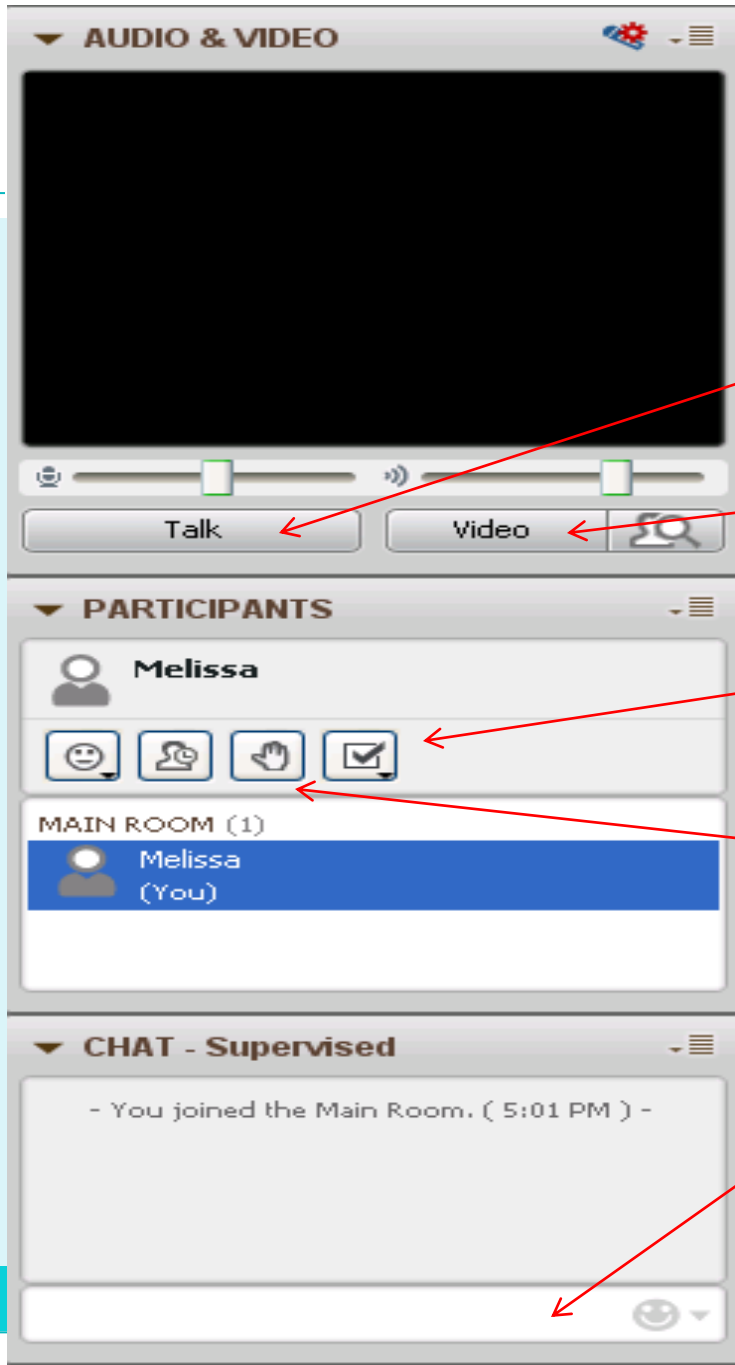 AUDIO & VIDEO
Talk
Video
PARTICIPANTS
Melissa
MAIN ROOM (1)
Melissa
(You)
CHAT - Supervised
- You joined the Main Room. ( 5:01 PM ) -